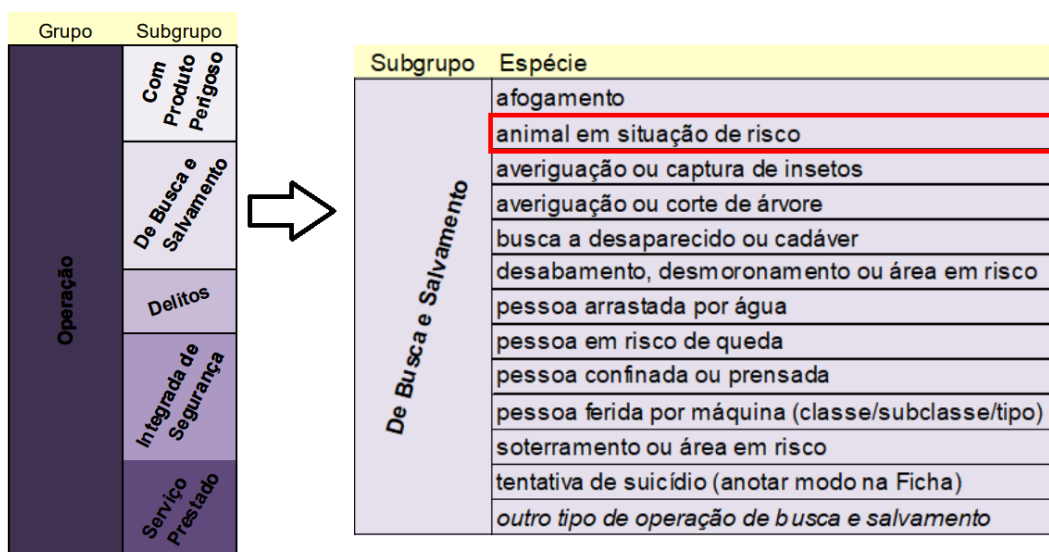 Grupo Subgrupo
Operação
Com
Produto
Perigoso
De Busca e
Salvamento
Delitos
Integrada de
Segurança
Serviço
Prestado
Subgrupo Espécie
De Busca e Salvamento
afogamento
animal em situação de risco
averiguação ou captura de insetos
averiguação ou corte de árvore
busca a desaparecido ou cadáver
desabamento, desmoronamento ou área em risco
pessoa arrastada por água
pessoa em risco de queda
pessoa confinada ou prensada
pessoa ferida por máquina (classe/subclasse/tipo)
soterramento ou área em risco
tentativa de suicídio (anotar modo na Ficha)
outro tipo de operação de busca e salvamento